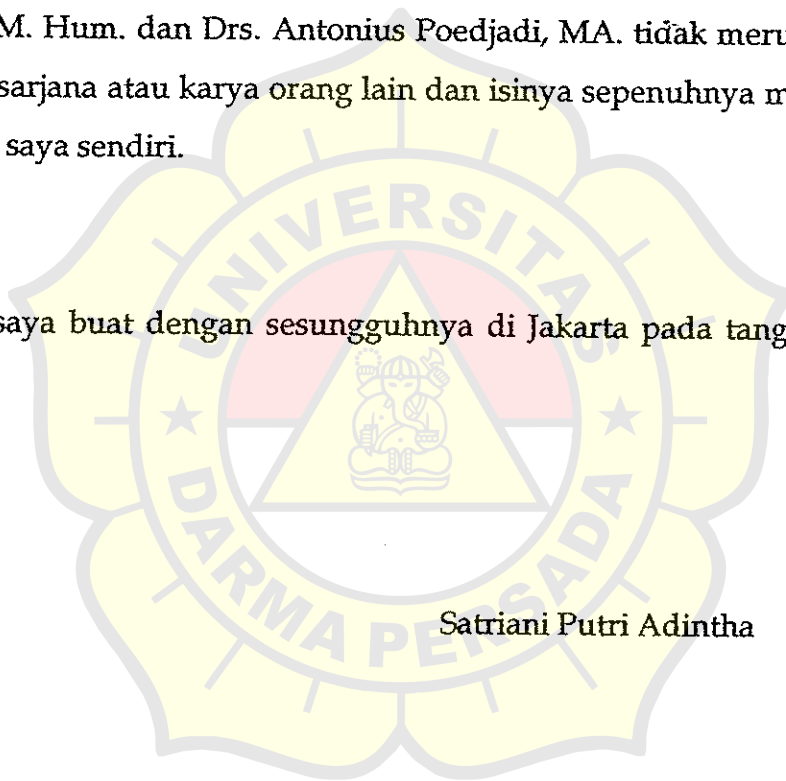 M. Hum. dan Drs. Antonius Poedjadi, MA. tidak meru
sarjana atau karya orang lain dan isinya sepenuhnya m
saya sendiri.
saya buat dengan sesungguhnya di Jakarta pada tang
Satriani Putri Adintha
UNIVERSITAS
DARMA PERSADA